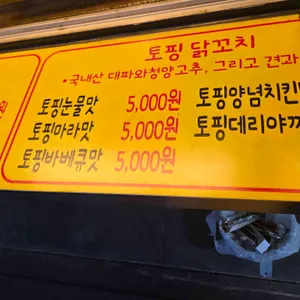 토핑 닭꼬치
• 국내산 대파와청양고추, 그리고 견과
토핑눈물맛 5,000원 토핑양념치킨
토핑마라맛 5,000원 토핑데리야끼
토핑바베큐맛 5,000원
원